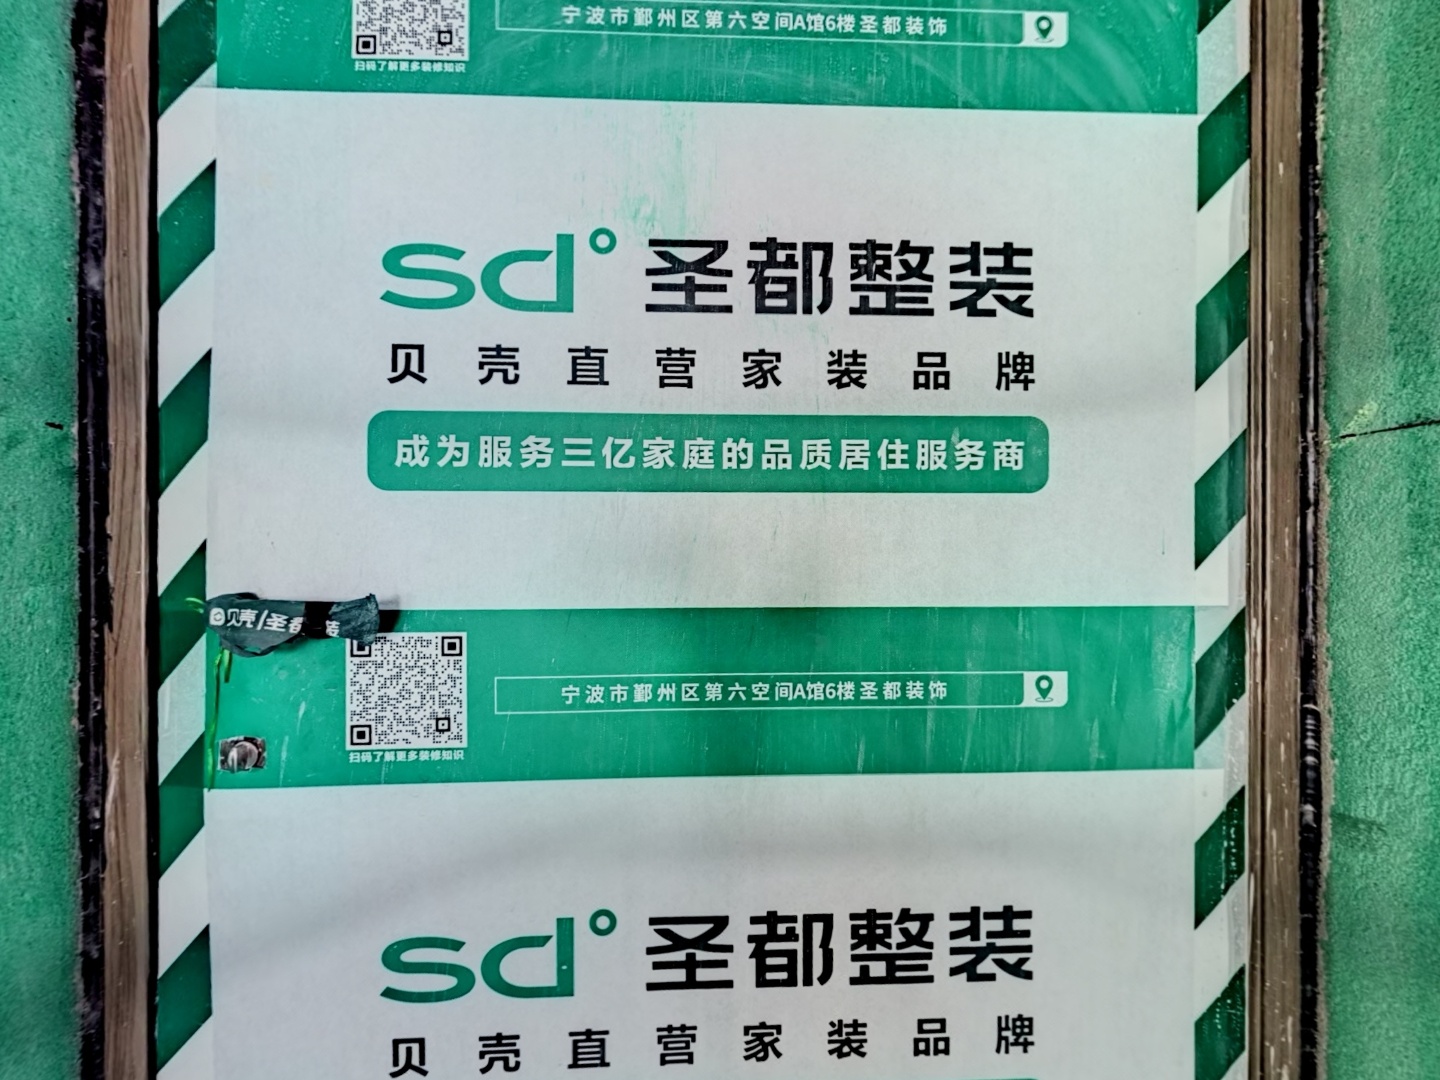 宁波市鄞州区第六空间A馆6楼圣都装饰
扫码了解更多装修知识
sd° 圣都整装
贝壳直营家装品牌
成为服务三亿家庭的品质居住服务商
贝壳/圣都 装
宁波市鄞州区第六空间A馆6楼圣都装饰
扫码了解更多装修知识
sd° 圣都整装
贝壳直营家装品牌